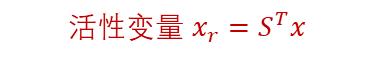 活性变量 $x_r = S^T x$